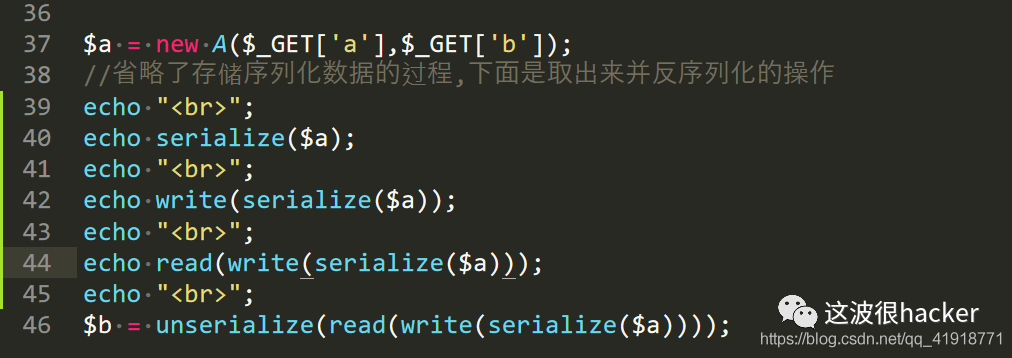 36
37 $a = new A($_GET['a'],$_GET['b']);
38 //省略了存储序列化数据的过程,下面是取出来并反序列化的操作
39 echo "<br>";
40 echo serialize($a);
41 echo "<br>";
42 echo write(serialize($a));
43 echo "<br>";
44 echo read(write(serialize($a)));
45 echo "<br>";
46 $b = unserialize(read(write(serialize($a))));
这波很hacker
https://blog.csdn.net/qq_41918771